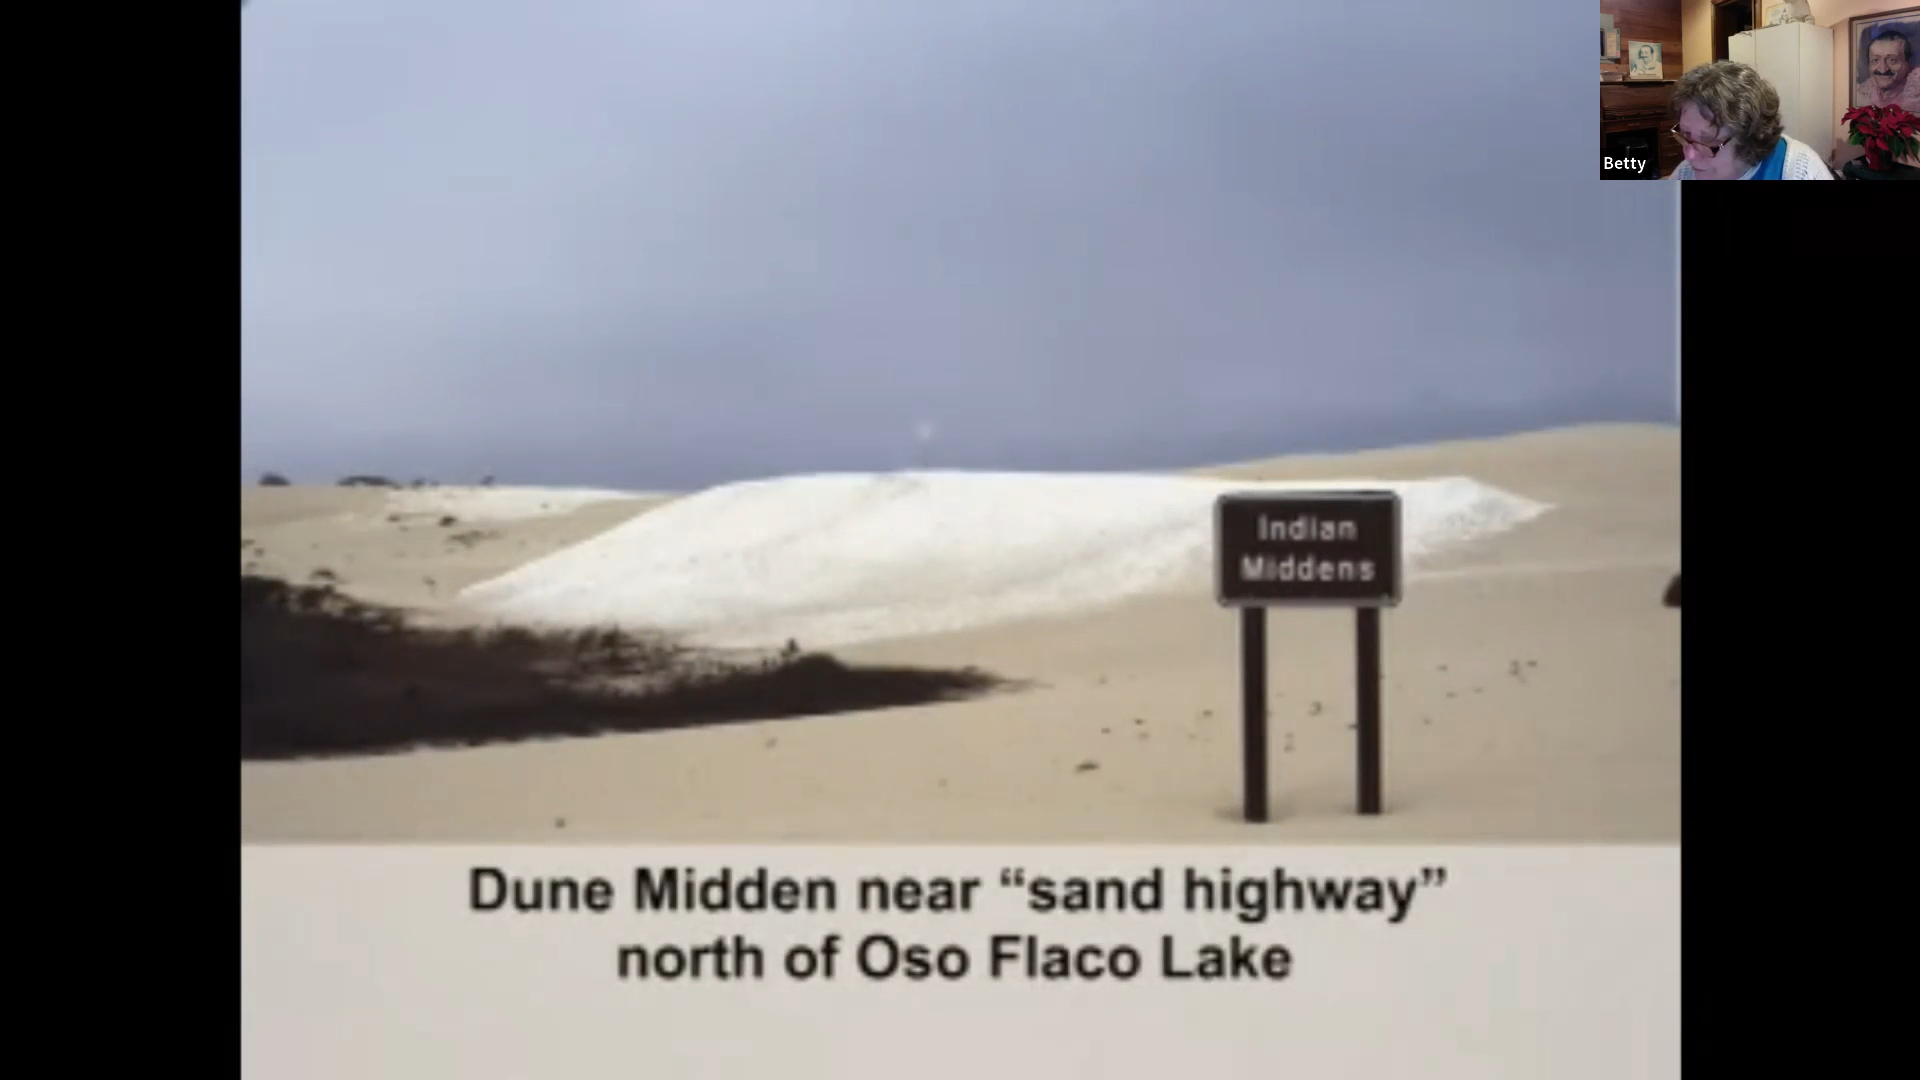 Betty
Indian
Middens
Dune Midden near “sand highway”
north of Oso Flaco Lake